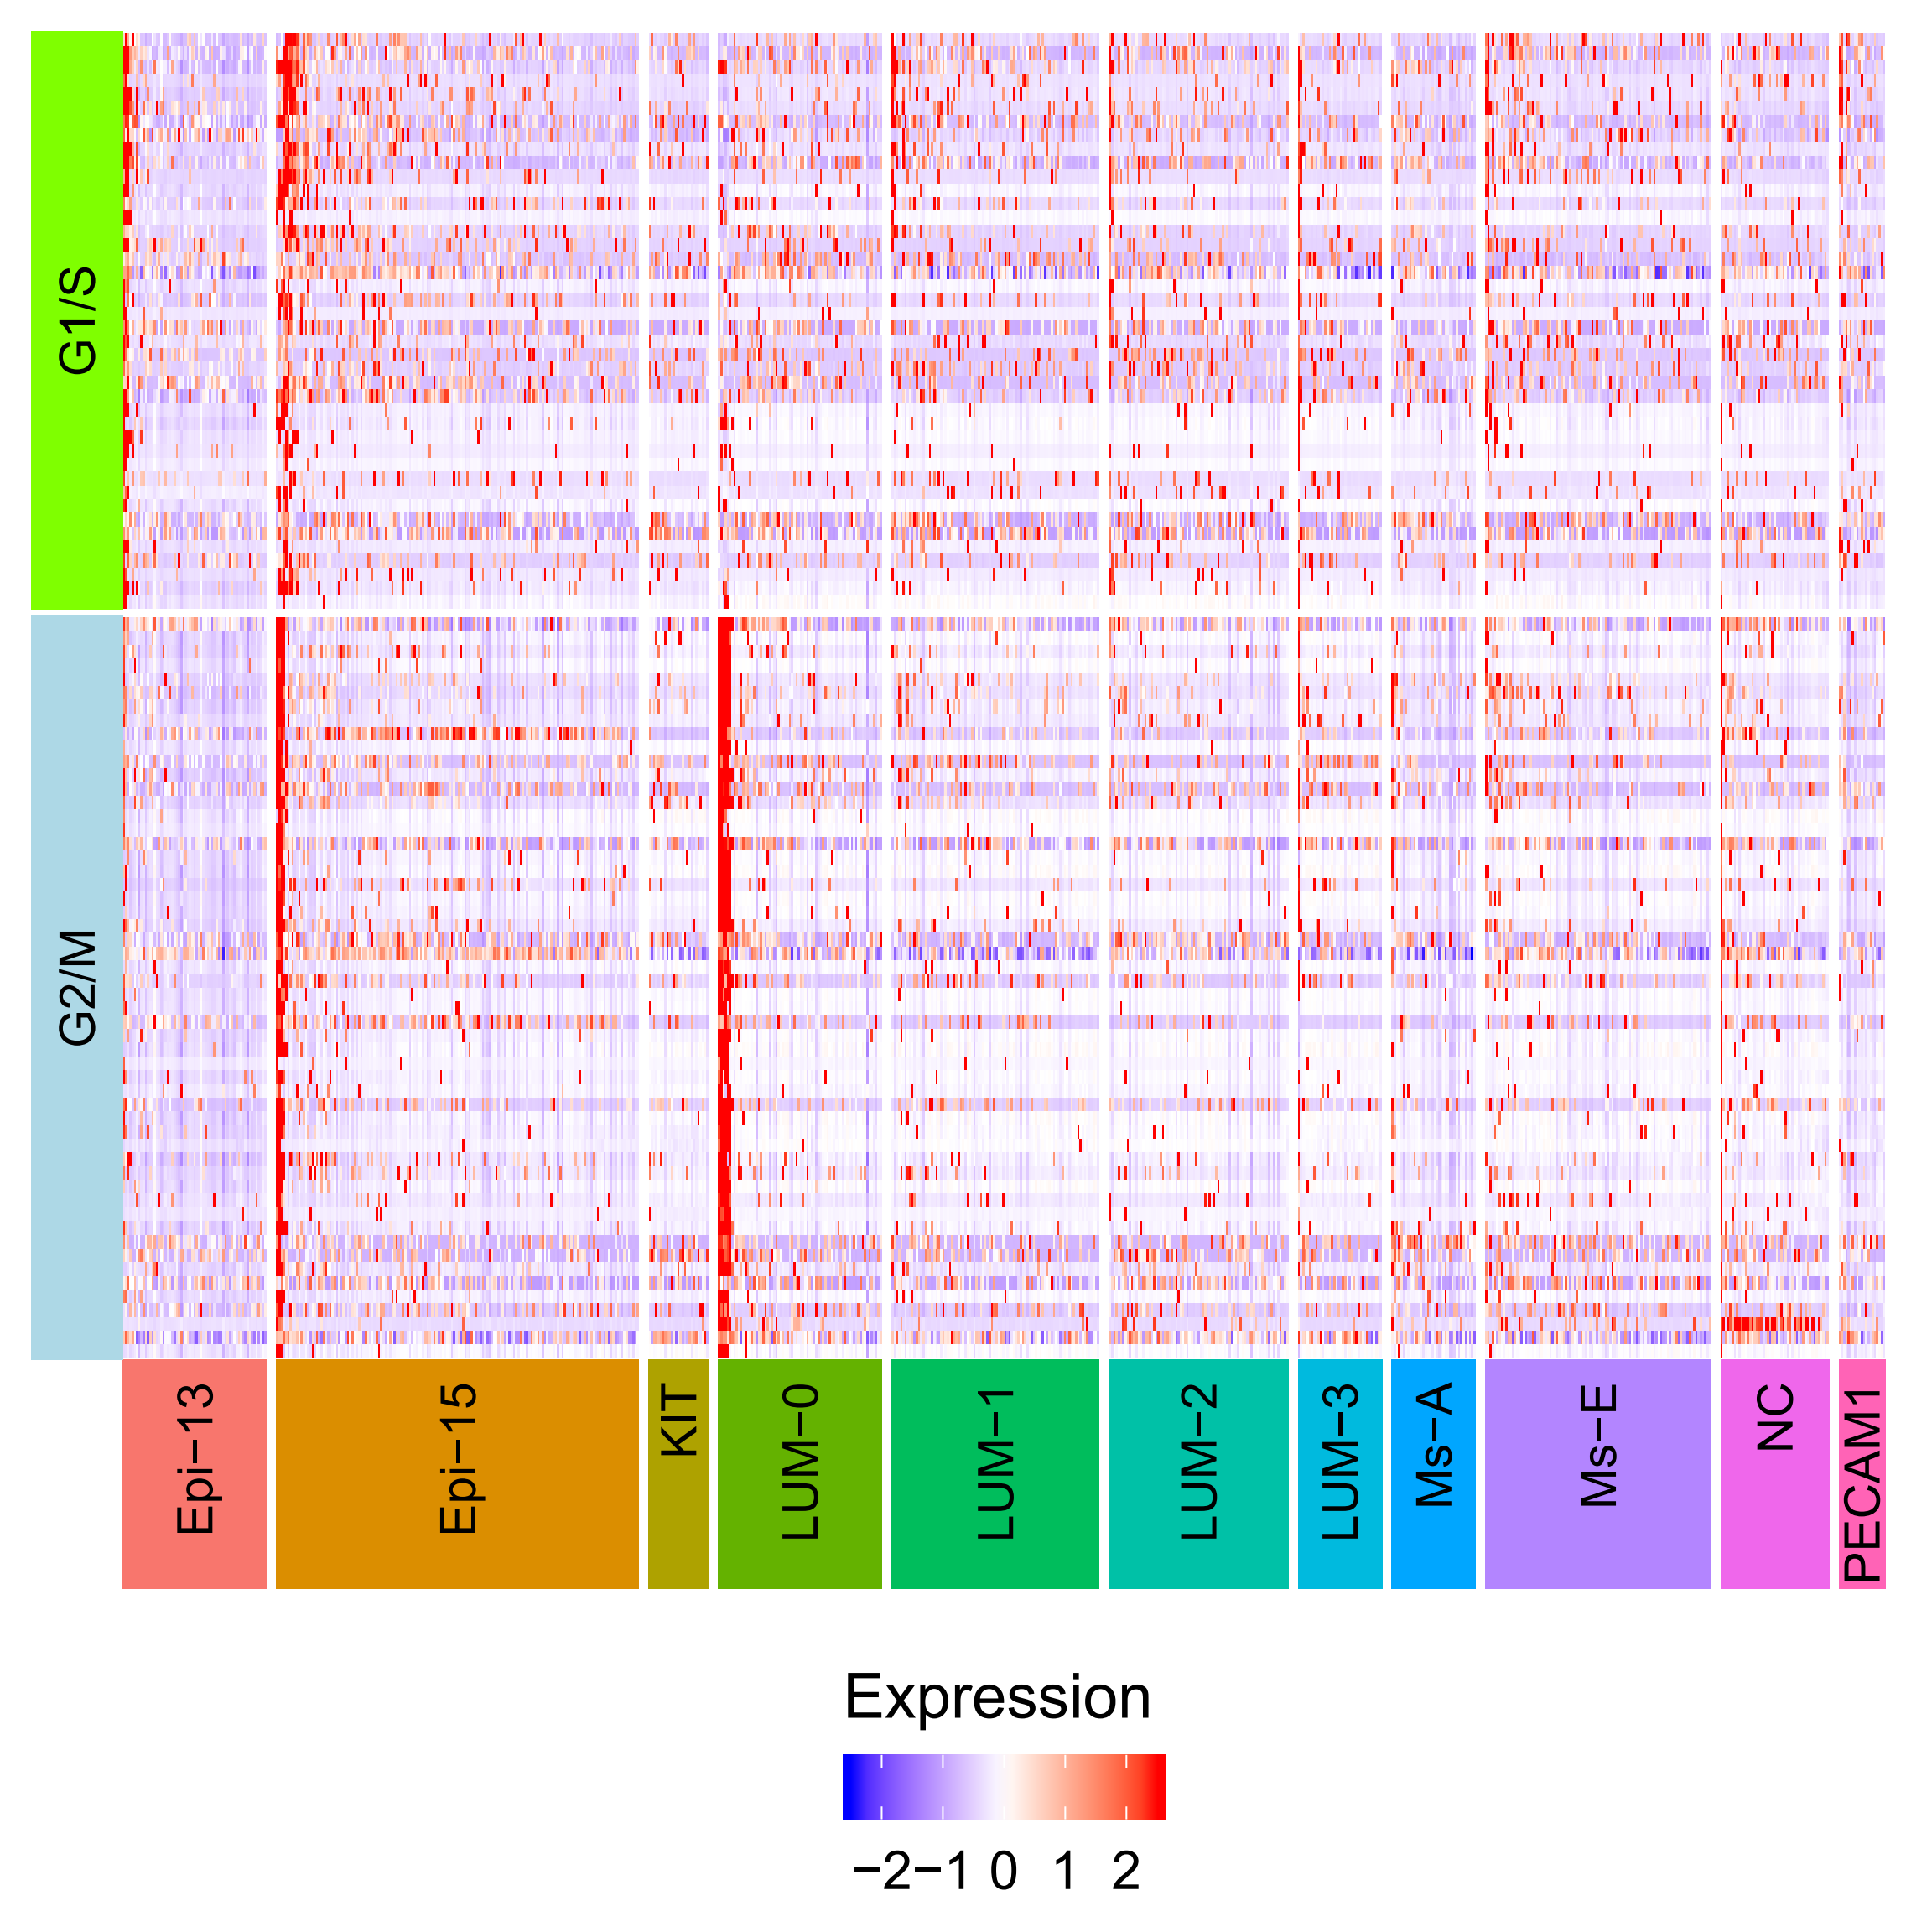 G1/S
G2/M
Epi−13
Epi−15
KIT
LUM−0
LUM−1
LUM−2
LUM−3
Ms−A
Ms−E
NC
PECAM1
Expression
−2 −1 0 1 2